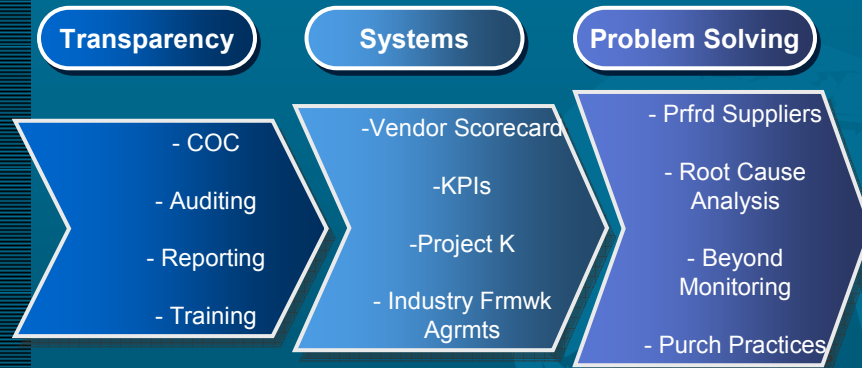 Transparency
Systems
Problem Solving
- COC
- Auditing
- Reporting
- Training
-Vendor Scorecard
-KPIs
-Project K
- Industry Frmwk
Agrmts
- Prfrd Suppliers
- Root Cause
Analysis
- Beyond
Monitoring
- Purch Practices